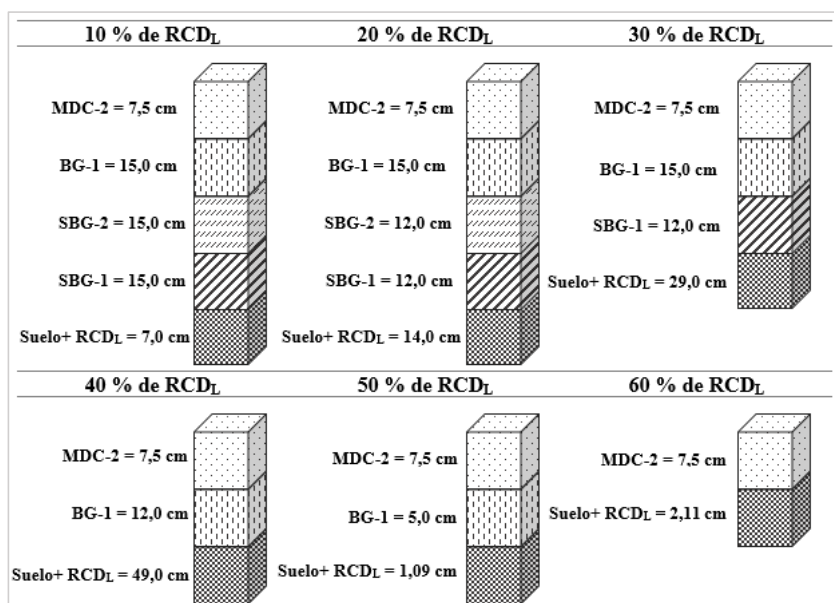 10 % de RCDL
20 % de RCDL
30 % de RCDL
MDC-2 = 7,5 cm
BG-1 = 15,0 cm
SBG-2 = 15,0 cm
SBG-1 = 15,0 cm
Suelo+ RCDL = 7,0 cm
MDC-2 = 7,5 cm
BG-1 = 15,0 cm
SBG-2 = 12,0 cm
SBG-1 = 12,0 cm
Suelo+ RCDL = 14,0 cm
MDC-2 = 7,5 cm
BG-1 = 15,0 cm
SBG-1 = 12,0 cm
Suelo+ RCDL = 29,0 cm
40 % de RCDL
50 % de RCDL
60 % de RCDL
MDC-2 = 7,5 cm
BG-1 = 12,0 cm
Suelo+ RCDL = 49,0 cm
MDC-2 = 7,5 cm
BG-1 = 5,0 cm
Suelo+ RCDL = 1,09 cm
MDC-2 = 7,5 cm
Suelo+ RCDL = 2,11 cm